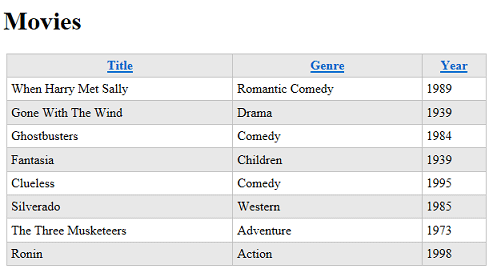 Movies
Title Genre Year
When Harry Met Sally Romantic Comedy 1989
Gone With The Wind Drama 1939
Ghostbusters Comedy 1984
Fantasia Children 1939
Clueless Comedy 1995
Silverado Western 1985
The Three Musketeers Adventure 1973
Ronin Action 1998